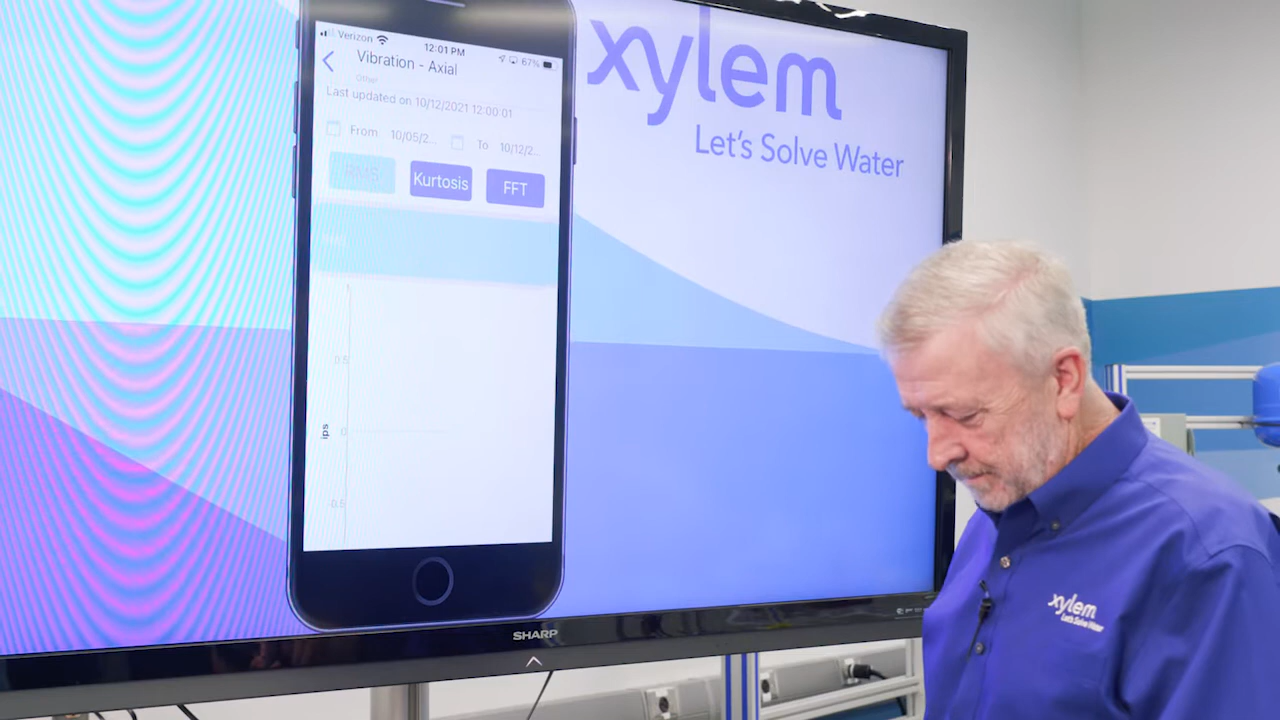 Verizon
12:01 PM
67%
Vibration - Axial
Other
Last updated on 10/12/2021 12:00:01
From 10/05/2... To 10/12/2...
RMS
Kurtosis
FFT
0.5
ips
0
-0.5
xylem
Let's Solve Water
SHARP
xylem
Let's Solve Water